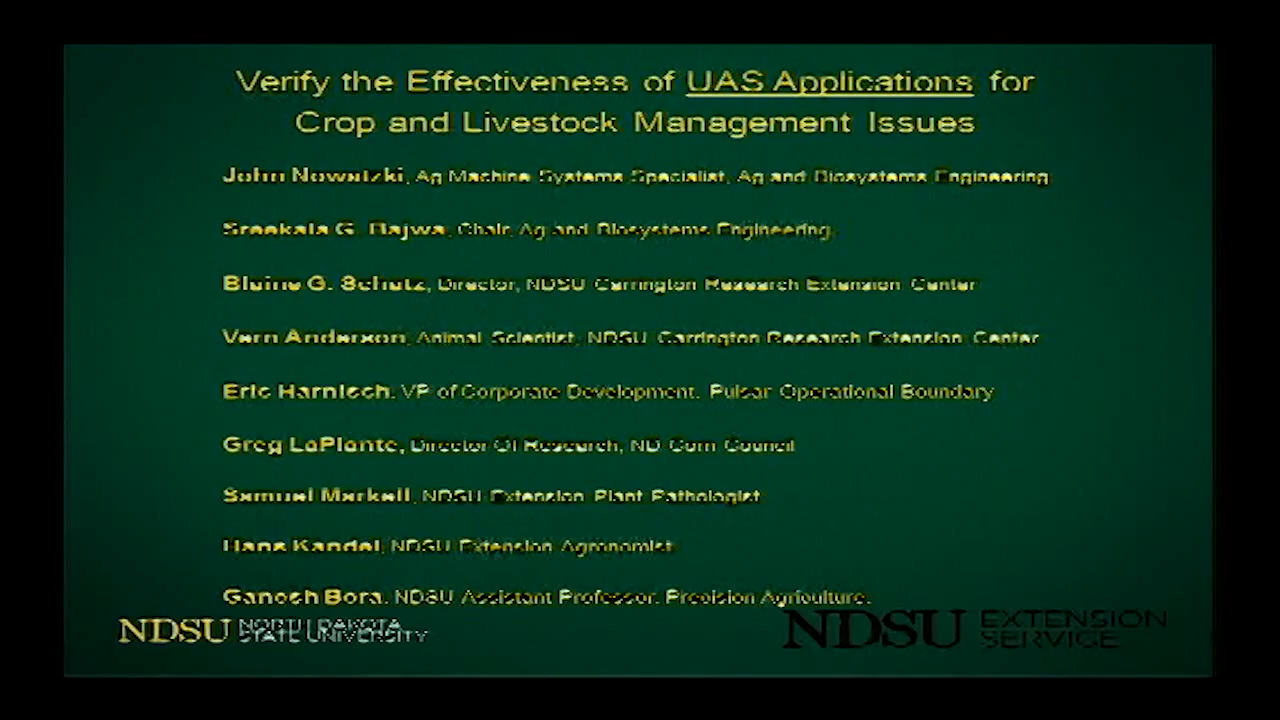 Verify the Effectiveness of UAS Applications for
Crop and Livestock Management Issues
John Nowatzki, Ag Machine Systems Specialist, Ag and Biosystems Engineering
Sreekala G. Bajwa, Chair, Ag and Biosystems Engineering.
Blaine G. Schatz, Director, NDSU Carrington Research Extension Center
Vern Anderson, Animal Scientist, NDSU Carrington Research Extension Center
Eric Harnisch, VP of Corporate Development, Pulsar Operational Boundary
Greg LaPlante, Director Of Research, ND Corn Council
Samuel Markell, NDSU Extension Plant Pathologist
Hans Kandel, NDSU Extension Agronomist
Ganesh Bora, NDSU Assistant Professor, Precision Agriculture.
NDSU NORTH DAKOTA
STATE UNIVERSITY
NDSU EXTENSION
SERVICE